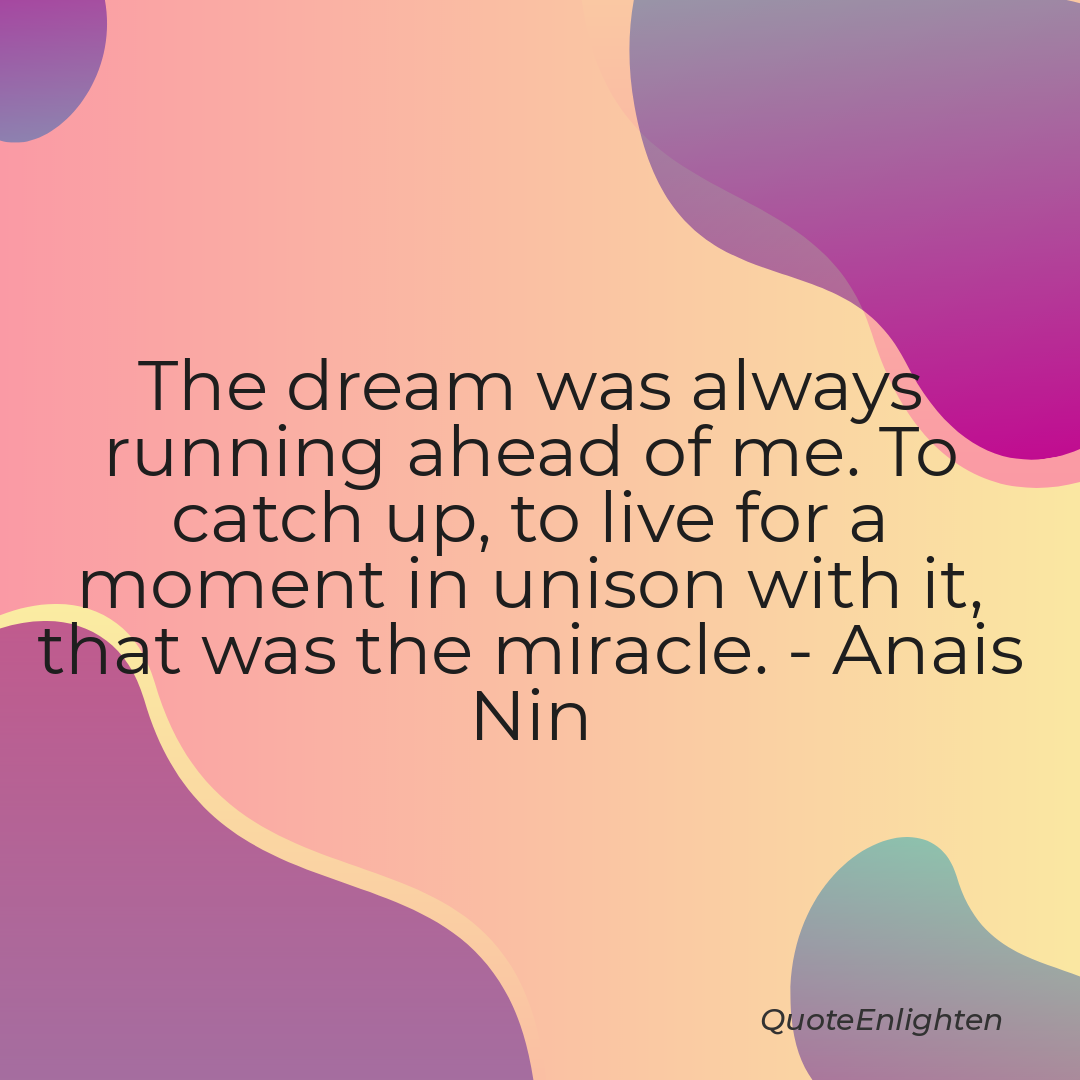 The dream was always
running ahead of me. To
catch up, to live for a
moment in unison with it,
that was the miracle. - Anais
Nin
QuoteEnlighten